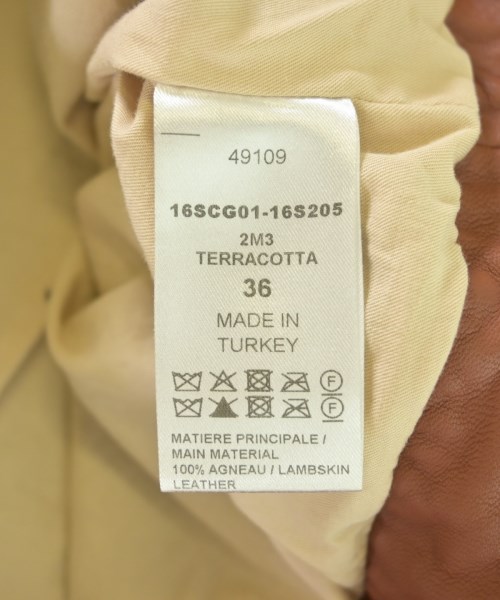 49109
16SCG01-16S205
2M3
TERRACOTTA
36
MADE IN
TURKEY
F
F
MATIERE PRINCIPALE /
MAIN MATERIAL
100% AGNEAU / LAMBSKIN
LEATHER